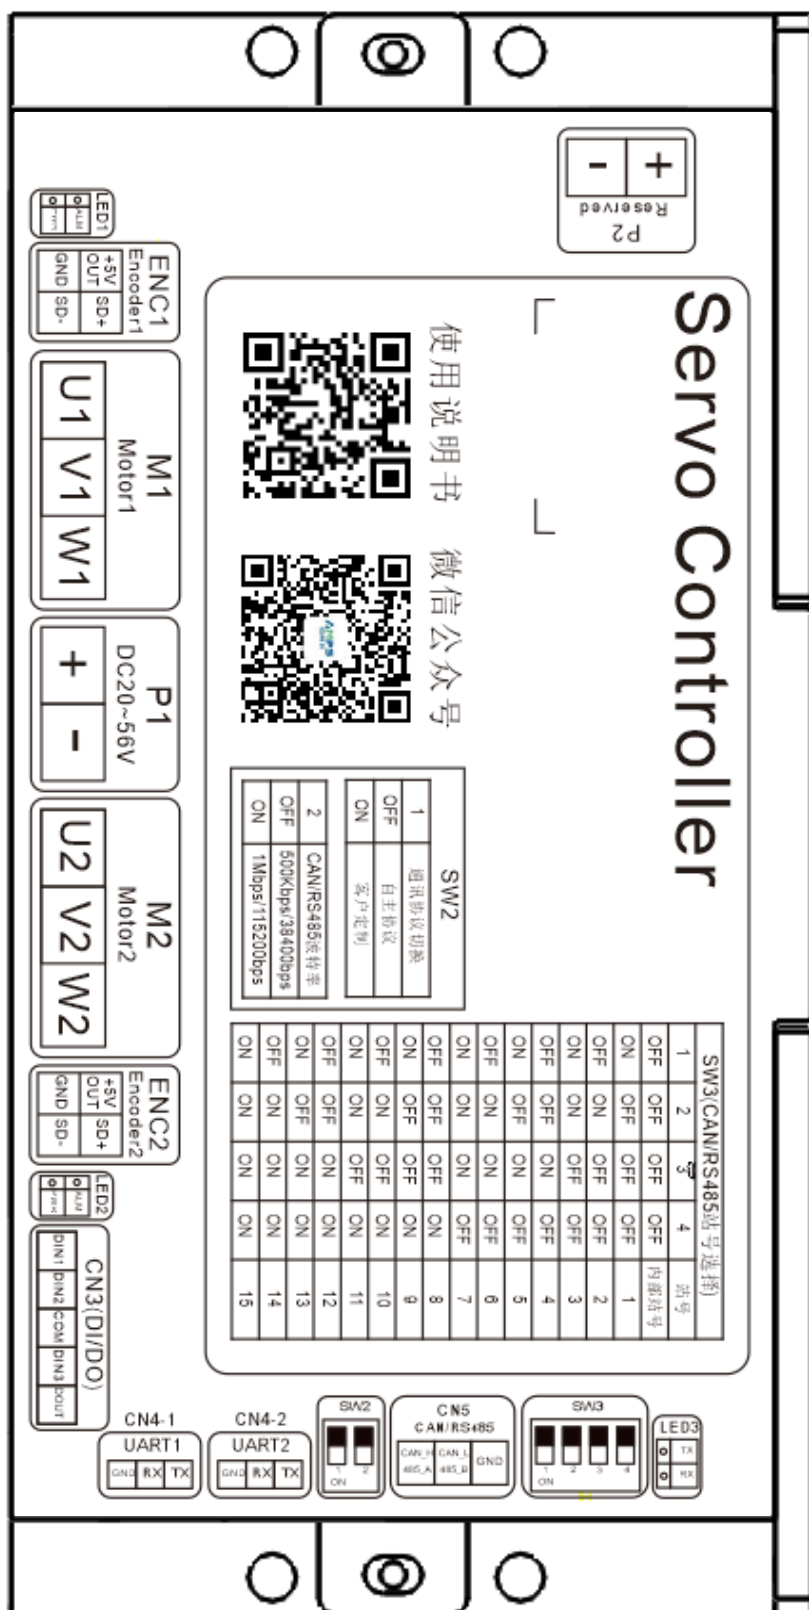 P2
Reserved
+ -
Servo Controller
使用说明书
微信公众号
AMPS
SW2
1 通讯协议切换
OFF 自主协议
ON 客户定制
2 CAN/RS485波特率
OFF 500Kbps/38400bps
ON 1Mbps/115200bps
SW3(CAN/RS485站号选择)
1 2 3 4 站号
OFF OFF OFF OFF 内部站号
ON OFF OFF OFF 1
OFF ON OFF OFF 2
ON ON OFF OFF 3
OFF OFF ON OFF 4
ON OFF ON OFF 5
OFF ON ON OFF 6
ON ON ON OFF 7
OFF OFF OFF ON 8
ON OFF OFF ON 9
OFF ON OFF ON 10
ON ON OFF ON 11
OFF OFF ON ON 12
ON OFF ON ON 13
OFF ON ON ON 14
ON ON ON ON 15
LED1
ALM
ENC1
Encoder1
+5V OUT SD+
GND SD-
M1
Motor1
U1 V1 W1
P1
DC20~56V
+ -
M2
Motor2
U2 V2 W2
ENC2
Encoder2
+5V OUT SD+
GND SD-
LED2
ALM
CN3(DI/DO)
DIN1 DIN2 COM DIN3 DOUT
CN4-1
UART1
GND RX TX
CN4-2
UART2
GND RX TX
SW2
1 2
ON
CN5
CAN/RS485
CAN_H CAN_L GND
485_A 485_B
SW3
1 2 3 4
ON
LED3
TX
RX